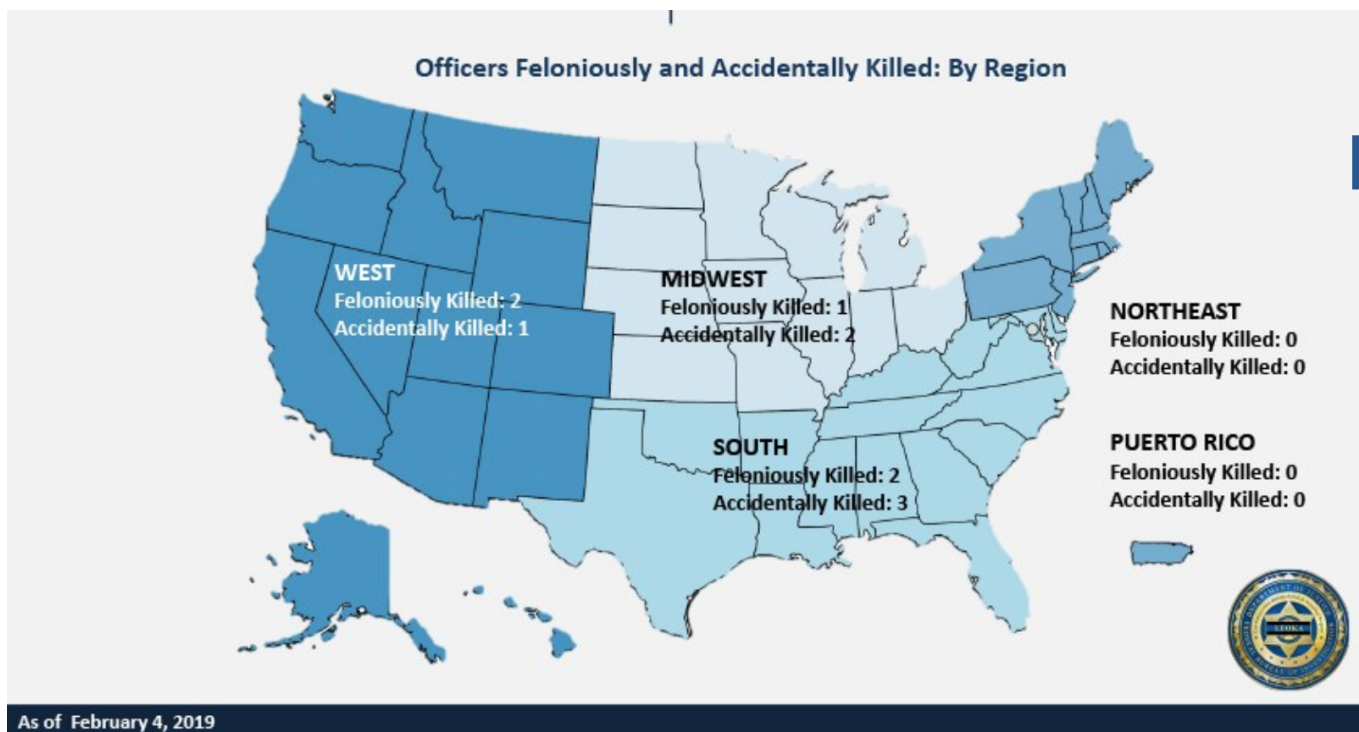 Officers Feloniously and Accidentally Killed: By Region
WEST
Feloniously Killed: 2
Accidentally Killed: 1
MIDWEST
Feloniously Killed: 1
Accidentally Killed: 2
NORTHEAST
Feloniously Killed: 0
Accidentally Killed: 0
SOUTH
Feloniously Killed: 2
Accidentally Killed: 3
PUERTO RICO
Feloniously Killed: 0
Accidentally Killed: 0
LEOKA
As of February 4, 2019